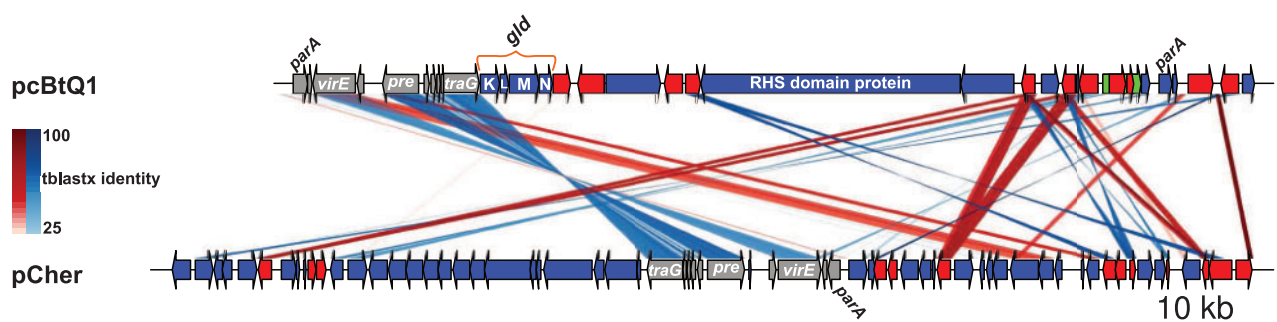 gld
parA
parA
pcBtQ1
virE
pre
traG
K
L
M
N
RHS domain protein
100
tblastx identity
25
pCher
traG
pre
virE
parA
10 kb